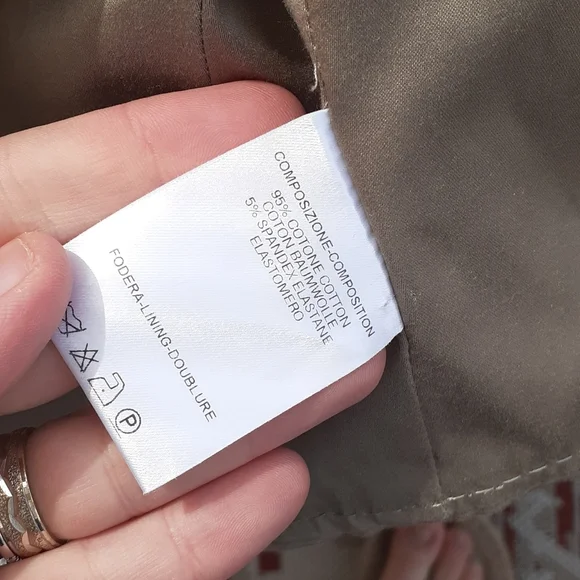 COMPOSIZIONE-COMPOSITION
95% COTONE COTTON
COTON BAUMWOLLE
5% SPANDEX ELASTANE
ELASTOMERO
FODERA-LINING-DOUBLURE
P